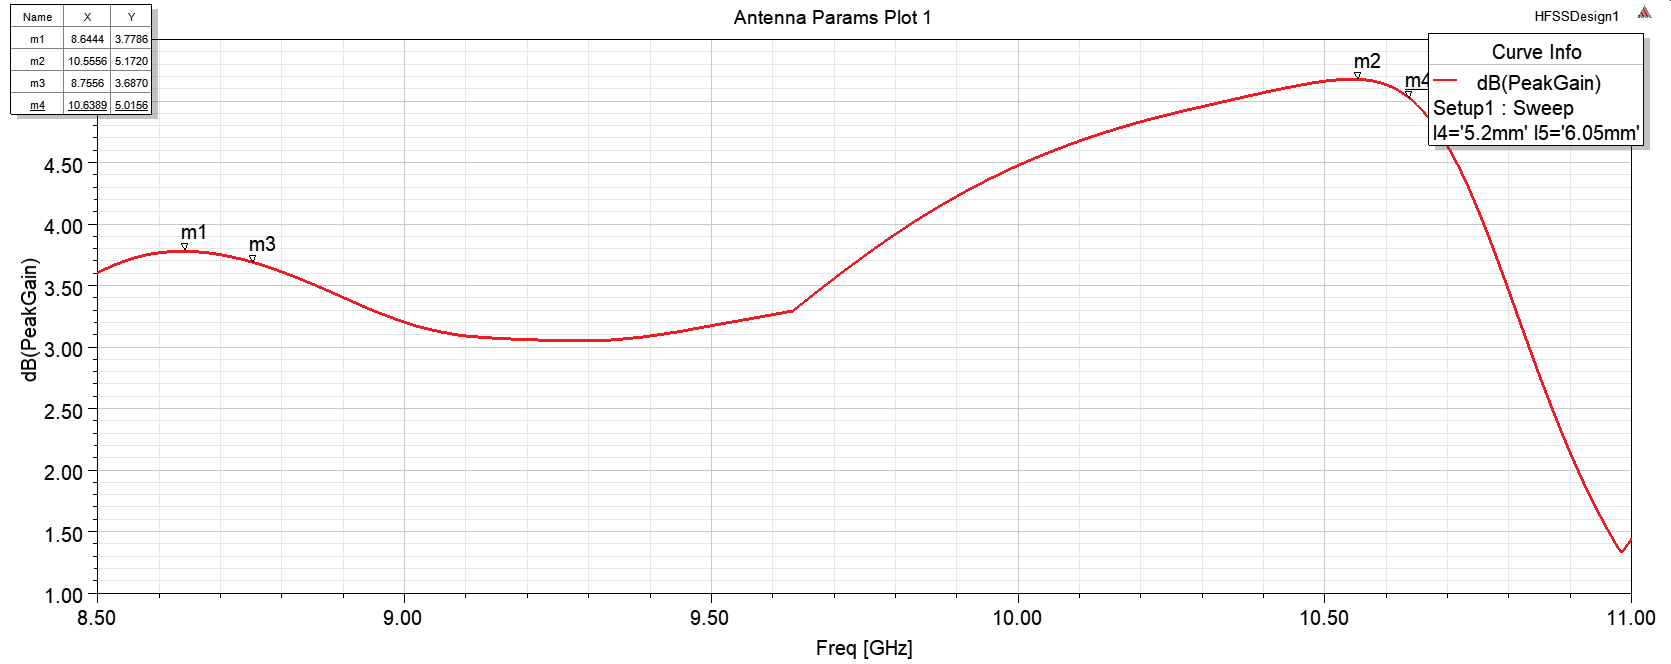 Antenna Params Plot 1
HFSSDesign1
Name X Y
m1 8.6444 3.7786
m2 10.5556 5.1720
m3 8.7556 3.6870
m4 10.6389 5.0156
Curve Info
dB(PeakGain)
Setup1 : Sweep
l4='5.2mm' l5='6.05mm'
m1
m3
m2
m4
dB(PeakGain)
4.50
4.00
3.50
3.00
2.50
2.00
1.50
1.00
8.50 9.00 9.50 10.00 10.50 11.00
Freq [GHz]